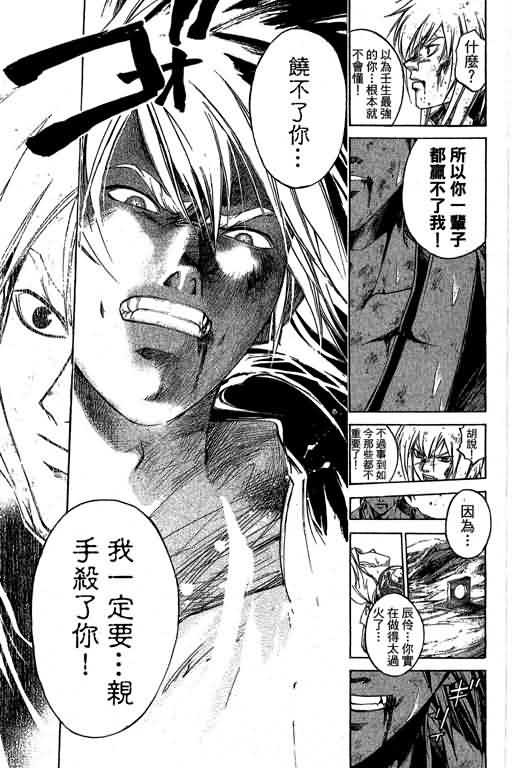 什麼？
以為壬生最強
的你…根本就
不會懂！
所以你一輩子
都贏不了我！
胡說！
不過事到如
今那些都不
重要了！
因為…
辰伶…你實
在做得太過
火了…
饒不了你…
我一定要…親
手殺了你！
ゴオ